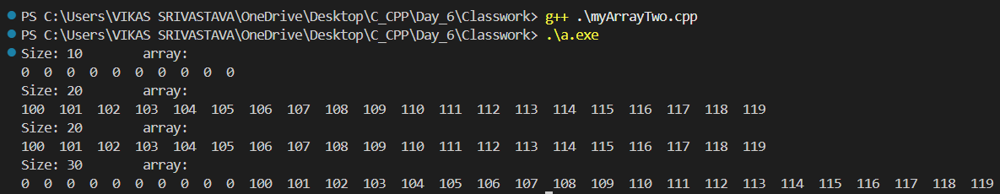 PS C:\Users\VIKAS SRIVASTAVA\OneDrive\Desktop\C_CPP\Day_6\Classwork> g++ .\myArrayTwo.cpp
PS C:\Users\VIKAS SRIVASTAVA\OneDrive\Desktop\C_CPP\Day_6\Classwork> .\a.exe
Size: 10        array:
0  0  0  0  0  0  0  0  0  0
Size: 20        array:
100  101  102  103  104  105  106  107  108  109  110  111  112  113  114  115  116  117  118  119
Size: 20        array:
100  101  102  103  104  105  106  107  108  109  110  111  112  113  114  115  116  117  118  119
Size: 30        array:
0  0  0  0  0  0  0  0  0  0  100  101  102  103  104  105  106  107  108  109  110  111  112  113  114  115  116  117  118  119